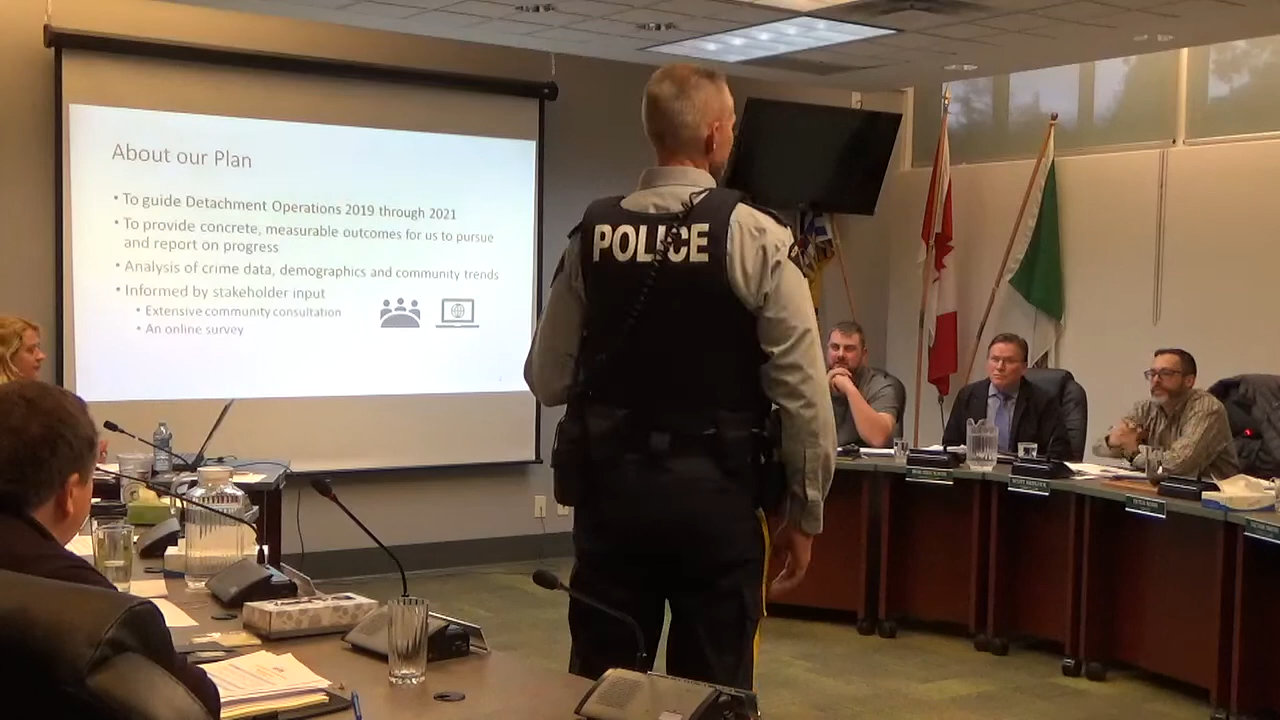 About our Plan
• To guide Detachment Operations 2019 through 2021
• To provide concrete, measurable outcomes for us to pursue
and report on progress
• Analysis of crime data, demographics and community trends
• Informed by stakeholder input
• Extensive community consultation
• An online survey
POLICE